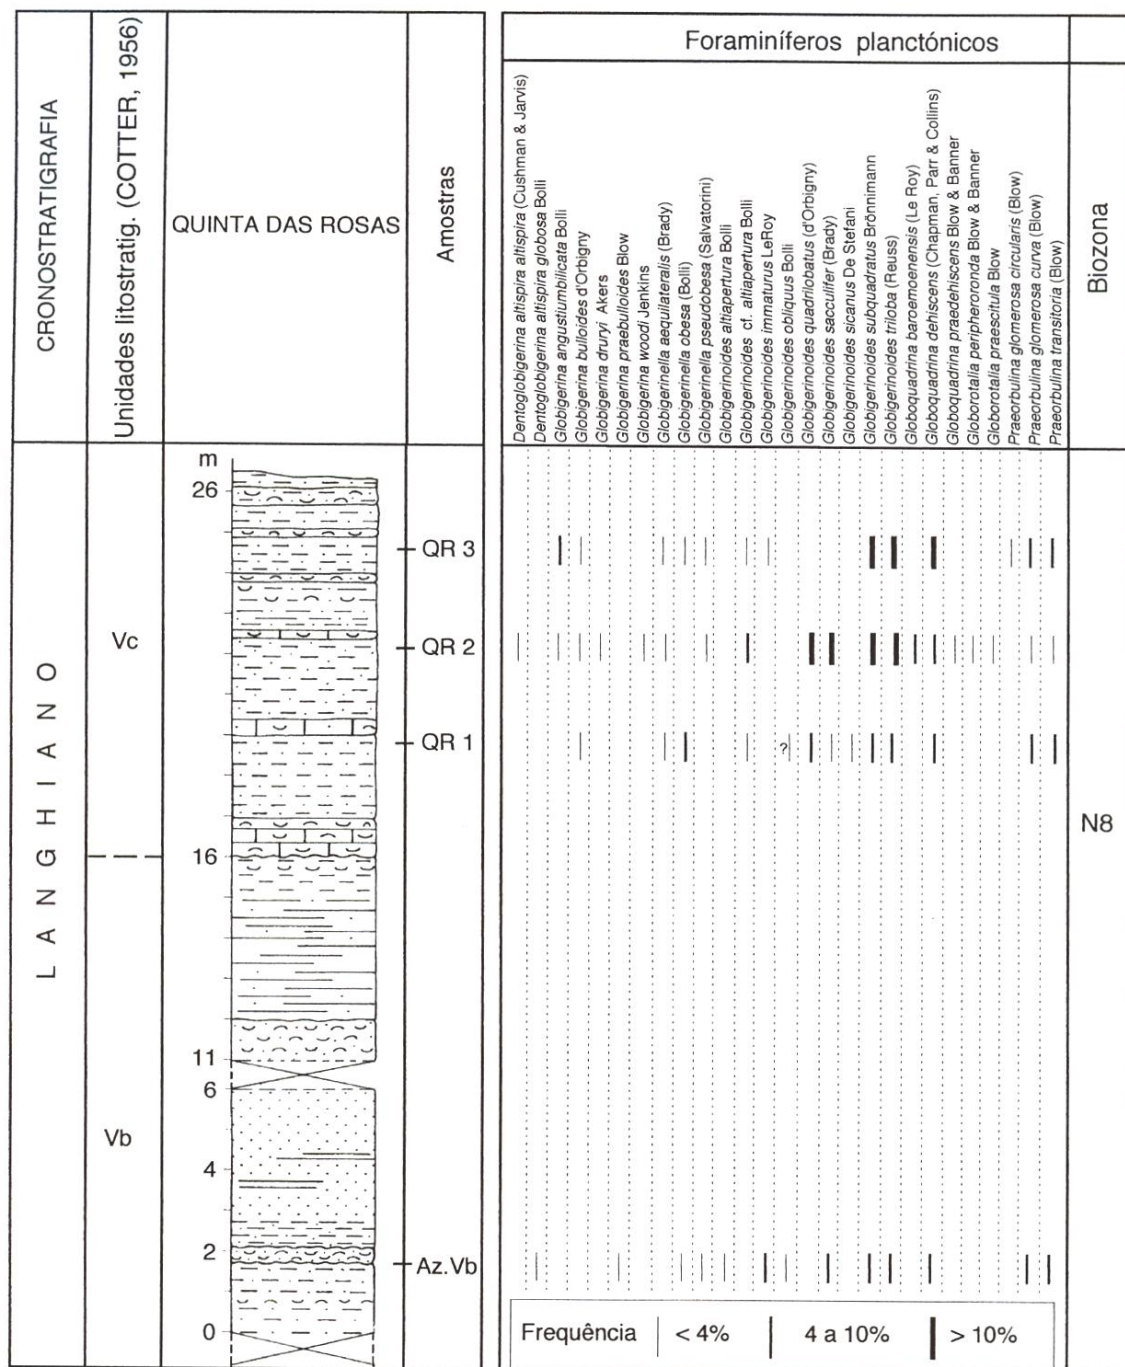 CRONOSTRATIGRAFIA
Unidades litostratig. (COTTER, 1956)
QUINTA DAS ROSAS
Amostras
Foraminíferos planctónicos
Biozona
Dentoglobigerina altispira altispira (Cushman & Jarvis)
Dentoglobigerina altispira globosa Bolli
Globigerina angustiumbilicata Bolli
Globigerina bulloides d'Orbigny
Globigerina druryi Akers
Globigerina praebulloides Blow
Globigerina woodi Jenkins
Globigerinella aequilateralis (Brady)
Globigerinella obesa (Bolli)
Globigerinella pseudobesa (Salvatorini)
Globigerinoides altiapertura Bolli
Globigerinoides cf. altiapertura Bolli
Globigerinoides immaturus LeRoy
Globigerinoides obliquus Bolli
Globigerinoides quadrilobatus (d'Orbigny)
Globigerinoides sacculifer (Brady)
Globigerinoides sicanus De Stefani
Globigerinoides subquadratus Brönnimann
Globigerinoides triloba (Reuss)
Globoquadrina baromoenensis (Le Roy)
Globoquadrina dehiscens (Chapman, Parr & Collins)
Globoquadrina praedehiscens Blow & Banner
Globorotalia peripheroronda Blow & Banner
Globorotalia praescitula Blow
Praeorbulina glomerosa circularis (Blow)
Praeorbulina glomerosa curva (Blow)
Praeorbulina transitoria (Blow)
LANGHIANO
Vc
Vb
m
26
16
11
6
4
2
0
QR 3
QR 2
QR 1
Az.Vb
?
N8
Frequência < 4% 4 a 10% > 10%